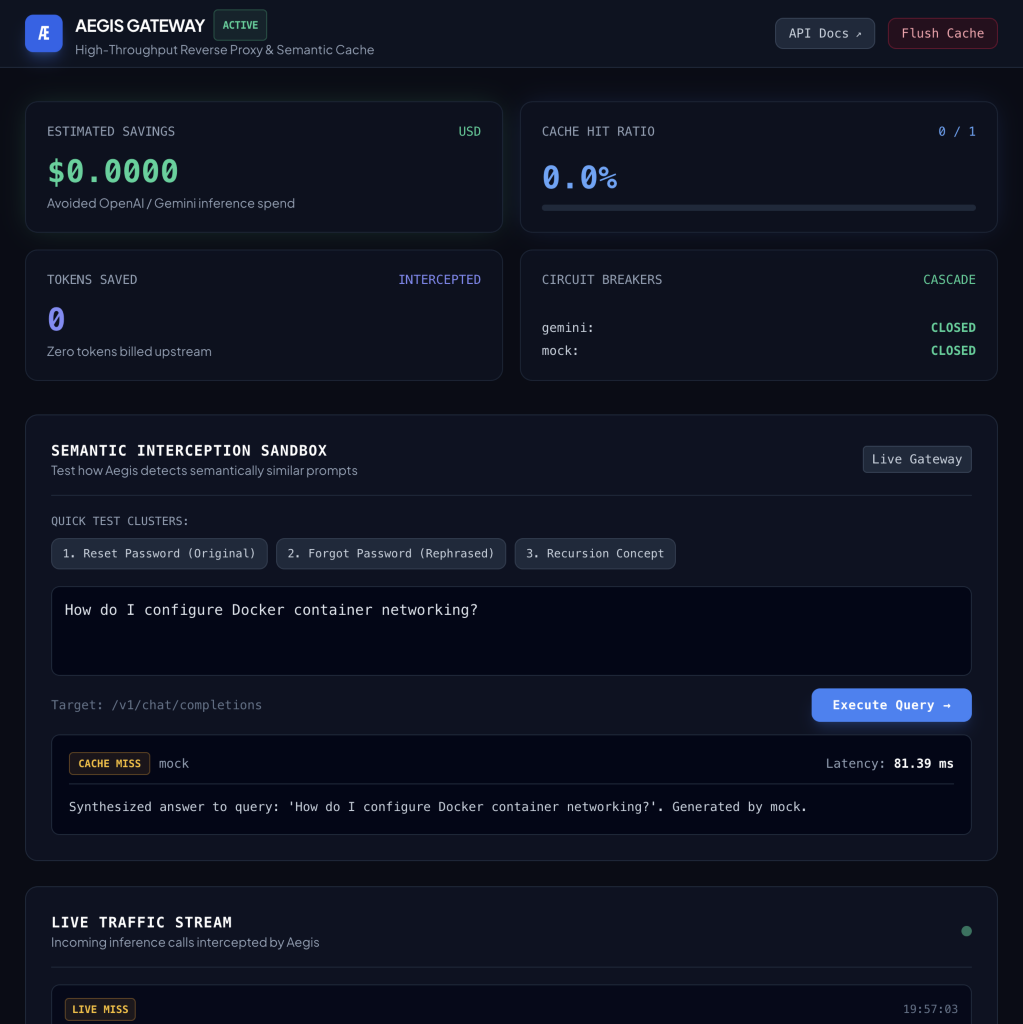 Æ
AEGIS GATEWAY ACTIVE
High-Throughput Reverse Proxy & Semantic Cache
API Docs ↗
Flush Cache
ESTIMATED SAVINGS USD
$0.0000
Avoided OpenAI / Gemini inference spend
CACHE HIT RATIO 0 / 1
0.0%
TOKENS SAVED INTERCEPTED
0
Zero tokens billed upstream
CIRCUIT BREAKERS CASCADE
gemini: CLOSED
mock: CLOSED
SEMANTIC INTERCEPTION SANDBOX
Test how Aegis detects semantically similar prompts
Live Gateway
QUICK TEST CLUSTERS:
1. Reset Password (Original) 2. Forgot Password (Rephrased) 3. Recursion Concept
How do I configure Docker container networking?
Target: /v1/chat/completions Execute Query →
CACHE MISS mock Latency: 81.39 ms
Synthesized answer to query: 'How do I configure Docker container networking?'. Generated by mock.
LIVE TRAFFIC STREAM
Incoming inference calls intercepted by Aegis
LIVE MISS 19:57:03